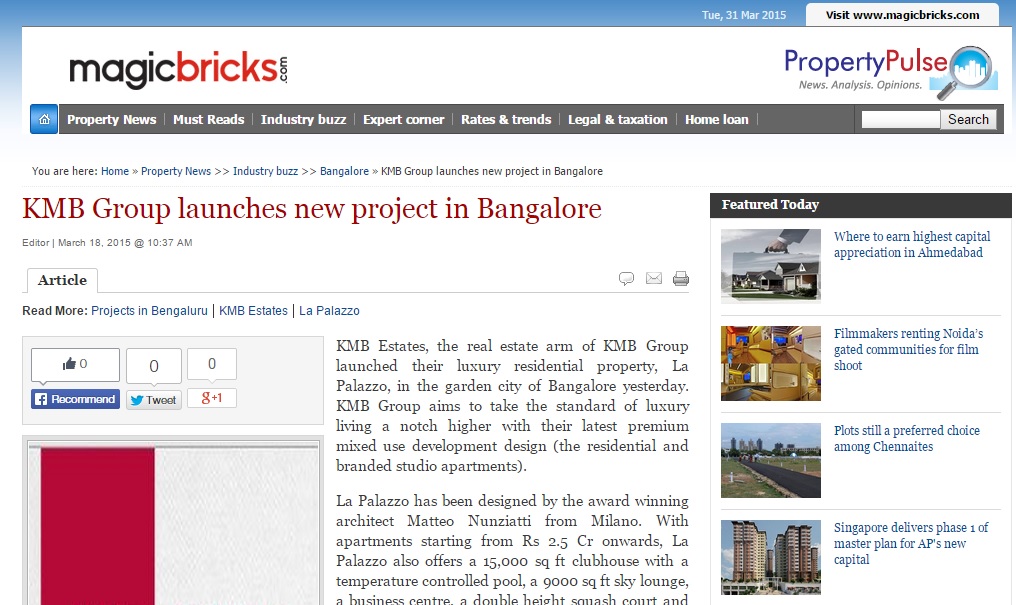 Tue, 31 Mar 2015
Visit www.magicbricks.com
magicbricks.com
PropertyPulse
News. Analysis. Opinions.
Property News
Must Reads
Industry buzz
Expert corner
Rates & trends
Legal & taxation
Home loan
Search
You are here: Home » Property News >> Industry buzz >> Bangalore » KMB Group launches new project in Bangalore
KMB Group launches new project in Bangalore
Editor | March 18, 2015 @ 10:37 AM
Article
Read More: Projects in Bengaluru | KMB Estates | La Palazzo
0
0
0
Recommend
Tweet
g+1
KMB Estates, the real estate arm of KMB Group
launched their luxury residential property, La
Palazzo, in the garden city of Bangalore yesterday.
KMB Group aims to take the standard of luxury
living a notch higher with their latest premium
mixed use development design (the residential and
branded studio apartments).
La Palazzo has been designed by the award winning
architect Matteo Nunziatti from Milano. With
apartments starting from Rs 2.5 Cr onwards, La
Palazzo also offers a 15,000 sq ft clubhouse with a
temperature controlled pool, a 9000 sq ft sky lounge,
a business centre, a double height squash court and
Featured Today
Where to earn highest capital
appreciation in Ahmedabad
Filmmakers renting Noida's
gated communities for film
shoot
Plots still a preferred choice
among Chennaites
Singapore delivers phase 1 of
master plan for AP's new
capital